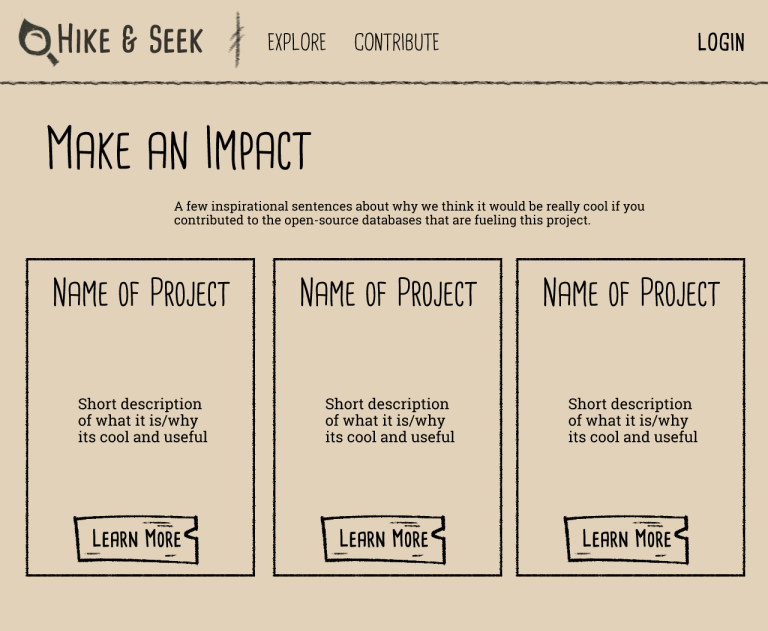 HIKE & SEEK
EXPLORE CONTRIBUTE LOGIN
MAKE AN IMPACT
A few inspirational sentences about why we think it would be really cool if you
contributed to the open-source databases that are fueling this project.
NAME OF PROJECT
Short description
of what it is/why
its cool and useful
LEARN MORE
NAME OF PROJECT
Short description
of what it is/why
its cool and useful
LEARN MORE
NAME OF PROJECT
Short description
of what it is/why
its cool and useful
LEARN MORE